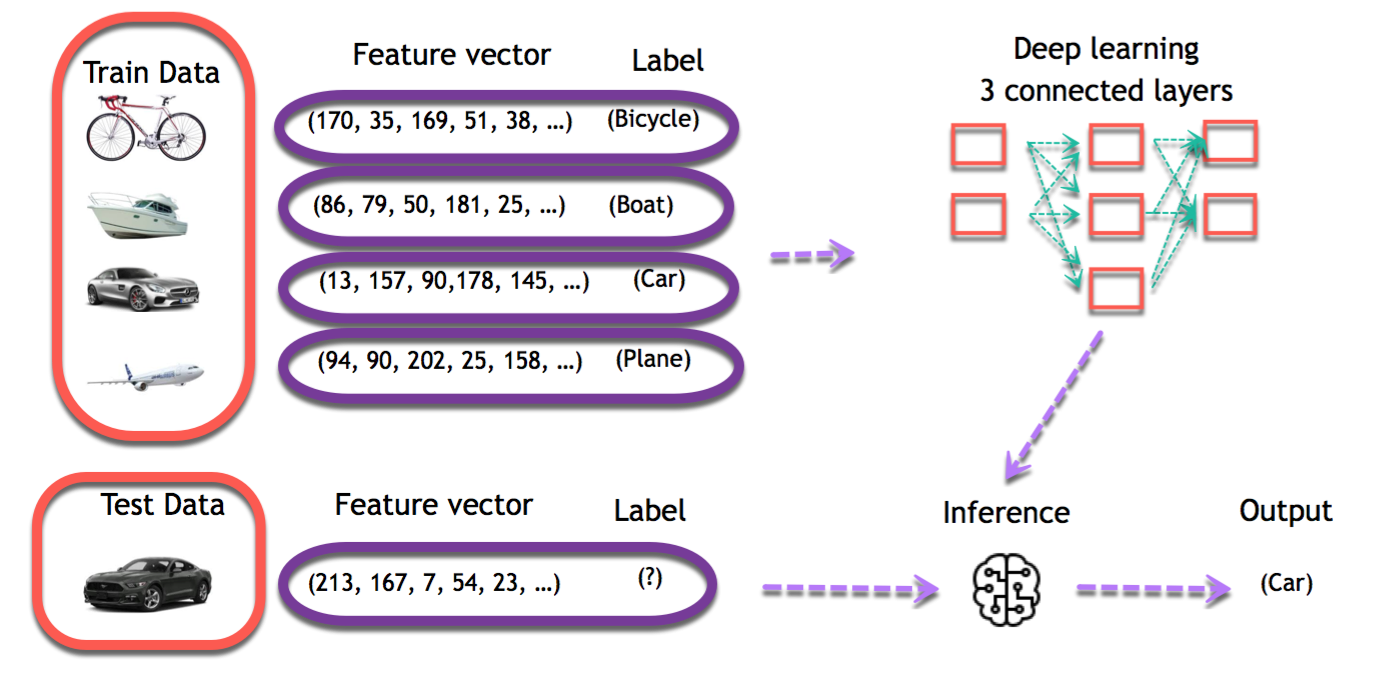 Train Data
Feature vector
Label
(170, 35, 169, 51, 38, ...)
(Bicycle)
(86, 79, 50, 181, 25, ...)
(Boat)
(13, 157, 90,178, 145, ...)
(Car)
(94, 90, 202, 25, 158, ...)
(Plane)
Deep learning
3 connected layers
Test Data
Feature vector
Label
(213, 167, 7, 54, 23, ...)
(?)
Inference
Output
(Car)